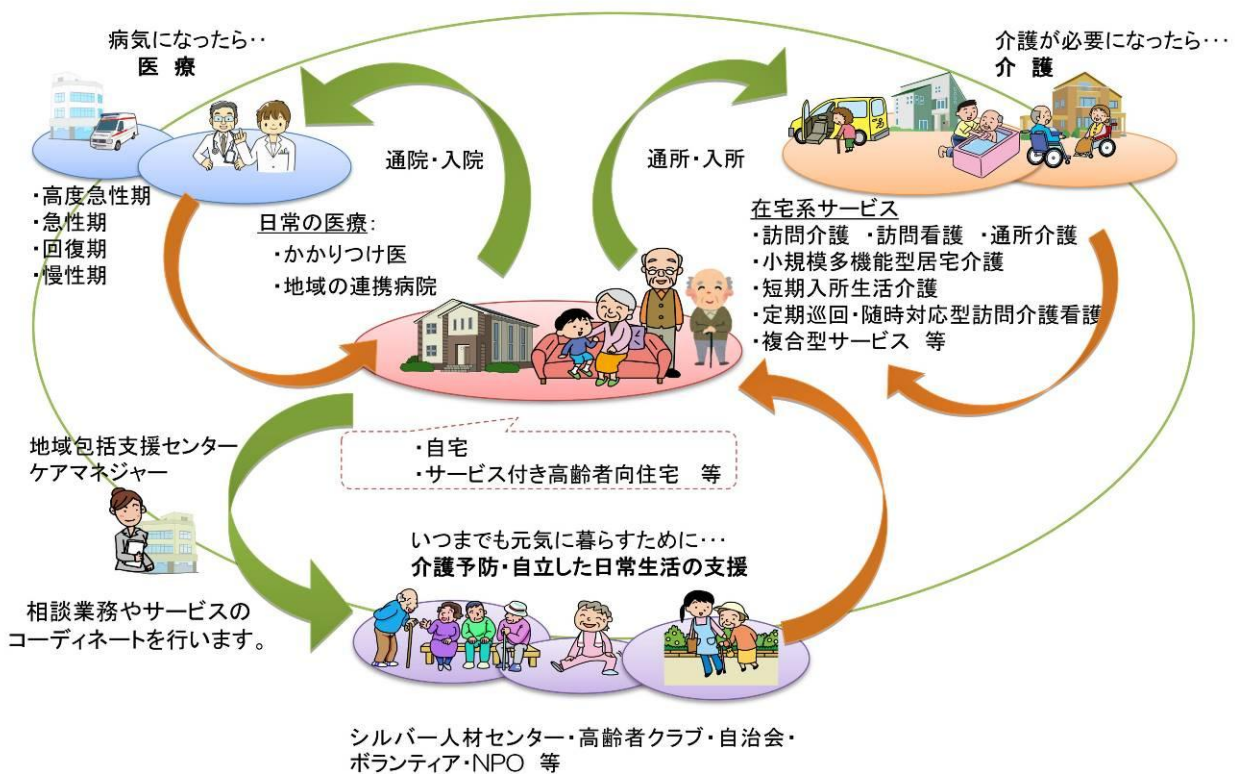 病気になったら‥
医 療
・高度急性期
・急性期
・回復期
・慢性期
通院・入院
日常の医療:
・かかりつけ医
・地域の連携病院
介護が必要になったら…
介 護
通所・入所
在宅系サービス
・訪問介護 ・訪問看護 ・通所介護
・小規模多機能型居宅介護
・短期入所生活介護
・定期巡回・随時対応型訪問介護看護
・複合型サービス 等
・自宅
・サービス付き高齢者向住宅 等
地域包括支援センター
ケアマネジャー
相談業務やサービスの
コーディネートを行います。
いつまでも元気に暮らすために…
介護予防・自立した日常生活の支援
シルバー人材センター・高齢者クラブ・自治会・
ボランティア・NPO 等